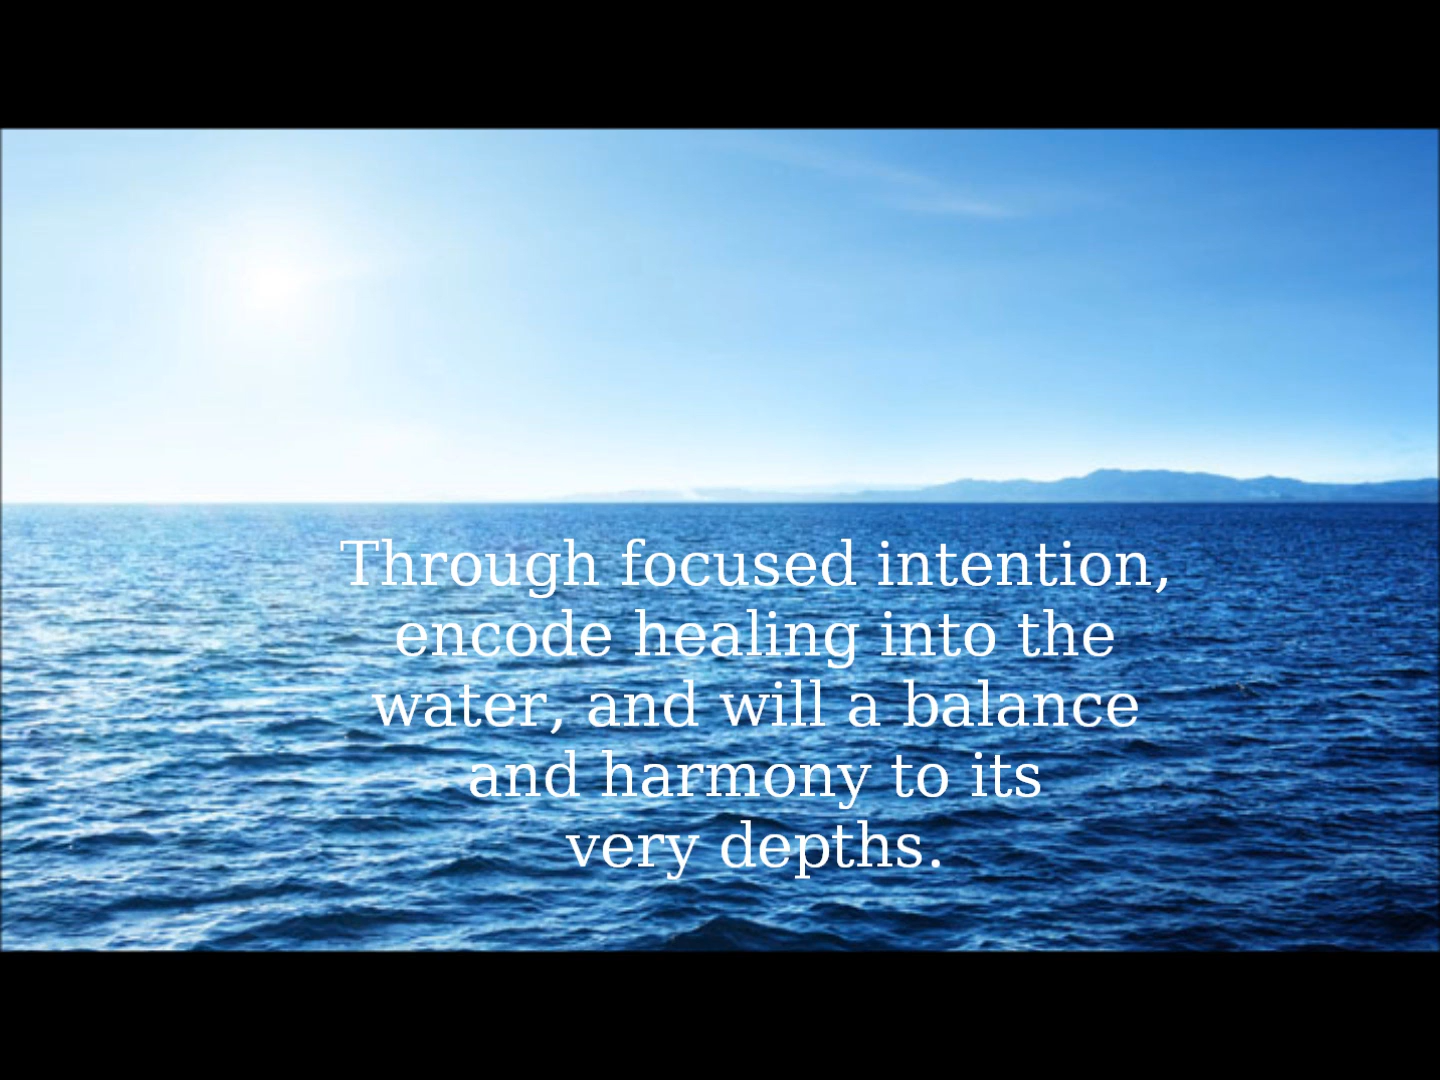 Through focused intention,
encode healing into the
water, and will a balance
and harmony to its
very depths.